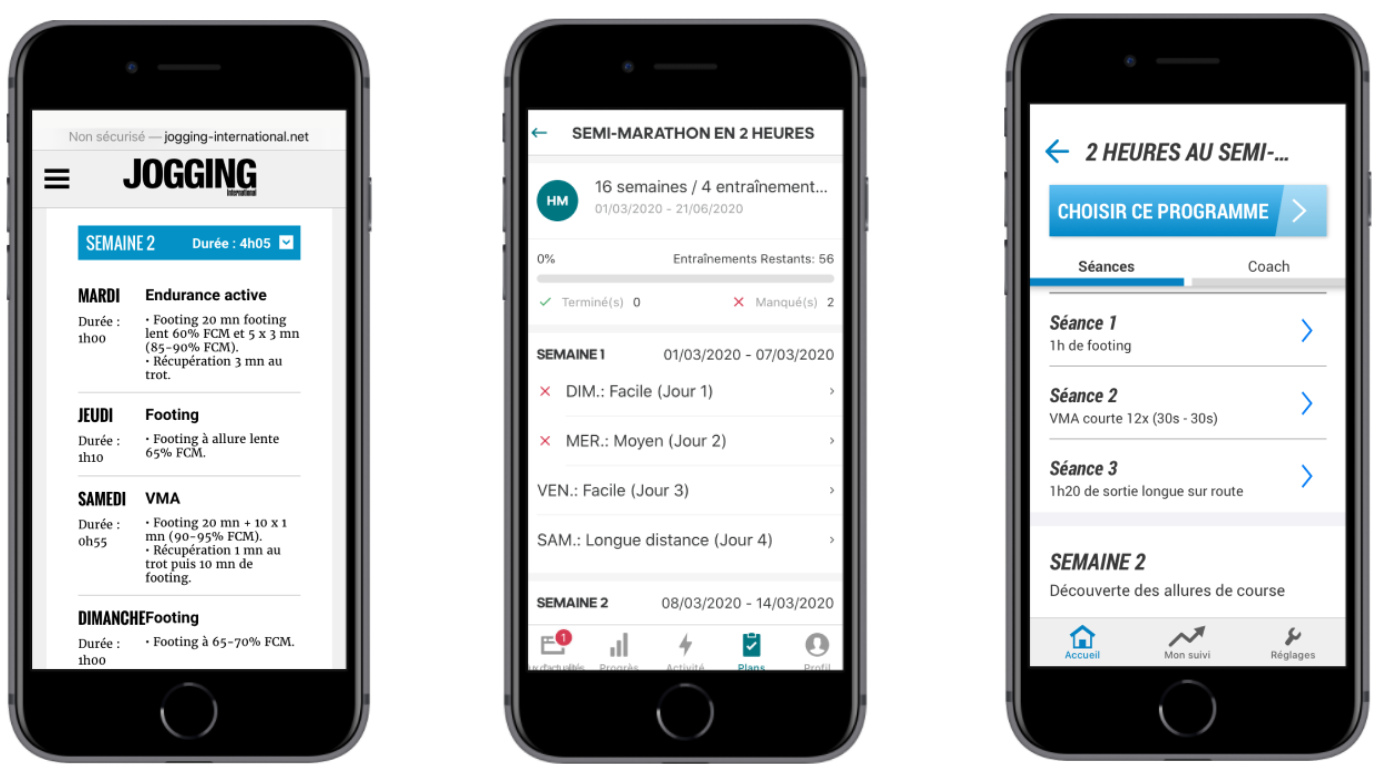 Non sécurisé — jogging-international.net
JOGGING
International
SEMAINE 2 Durée : 4h05
MARDI Endurance active
Durée :
1h00
• Footing 20 mn footing
lent 60% FCM et 5 x 3 mn
(85-90% FCM).
• Récupération 3 mn au
trot.
JEUDI Footing
Durée :
1h10
• Footing à allure lente
65% FCM.
SAMEDI VMA
Durée :
0h55
• Footing 20 mn + 10 x 1
mn (90-95% FCM).
• Récupération 1 mn au
trot puis 10 mn de
footing.
DIMANCHE Footing
Durée :
1h00
• Footing à 65-70% FCM.
SEMI-MARATHON EN 2 HEURES
HM
16 semaines / 4 entraînement...
01/03/2020 - 21/06/2020
0% Entraînements Restants: 56
Terminé(s) 0 Manqué(s) 2
SEMAINE 1 01/03/2020 - 07/03/2020
DIM.: Facile (Jour 1)
MER.: Moyen (Jour 2)
VEN.: Facile (Jour 3)
SAM.: Longue distance (Jour 4)
SEMAINE 2 08/03/2020 - 14/03/2020
1
ux d'actualités Progrès Activité Plans Profil
2 HEURES AU SEMI-...
CHOISIR CE PROGRAMME
Séances Coach
Séance 1
1h de footing
Séance 2
VMA courte 12x (30s - 30s)
Séance 3
1h20 de sortie longue sur route
SEMAINE 2
Découverte des allures de course
Accueil Mon suivi Réglages